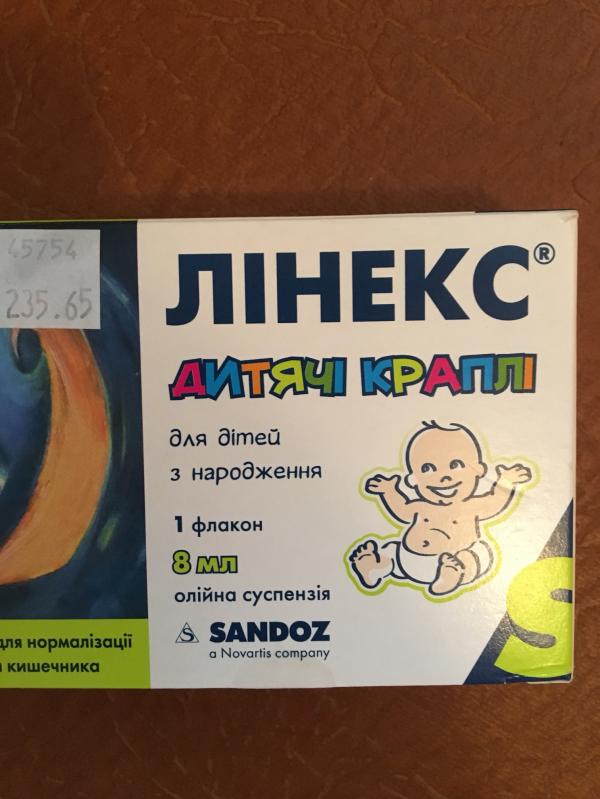 45754
235.65
ЛІНЕКС®
ДИТЯЧІ КРАПЛІ
для дітей
з народження
1 флакон
8 мл
олійна суспензія
S SANDOZ
a Novartis company
для нормалізації
кишечника
S